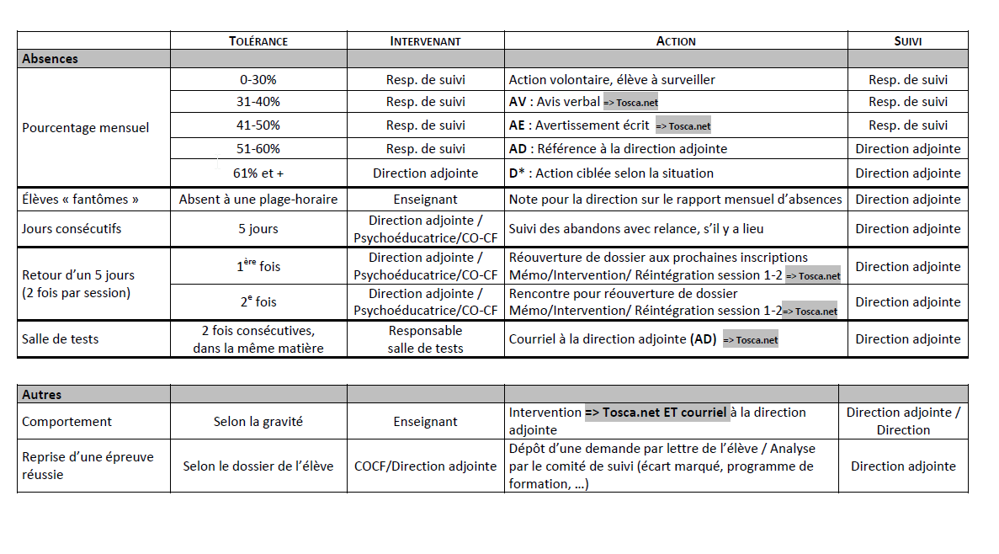 TOLÉRANCE INTERVENANT ACTION SUIVI
Absences
Pourcentage mensuel
0-30% Resp. de suivi Action volontaire, élève à surveiller Resp. de suivi
31-40% Resp. de suivi AV : Avis verbal => Tosca.net Resp. de suivi
41-50% Resp. de suivi AE : Avertissement écrit => Tosca.net Resp. de suivi
51-60% Resp. de suivi AD : Référence à la direction adjointe Direction adjointe
61% et + Direction adjointe D* : Action ciblée selon la situation Direction adjointe
Élèves « fantômes » Absent à une plage-horaire Enseignant Note pour la direction sur le rapport mensuel d’absences Direction adjointe
Jours consécutifs 5 jours Direction adjointe /
Psychoéducatrice/CO-CF Suivi des abandons avec relance, s’il y a lieu Direction adjointe
Retour d’un 5 jours
(2 fois par session)
1ère fois Direction adjointe /
Psychoéducatrice/CO-CF Réouverture de dossier aux prochaines inscriptions
Mémo/Intervention/ Réintégration session 1-2 => Tosca.net Direction adjointe
2e fois Direction adjointe /
Psychoéducatrice/CO-CF Rencontre pour réouverture de dossier
Mémo/Intervention/ Réintégration session 1-2=> Tosca.net Direction adjointe
Salle de tests 2 fois consécutives,
dans la même matière Responsable
salle de tests Courriel à la direction adjointe (AD) => Tosca.net Direction adjointe
Autres
Comportement Selon la gravité Enseignant Intervention => Tosca.net ET courriel à la direction
adjointe Direction adjointe /
Direction
Reprise d’une épreuve
réussie Selon le dossier de l’élève COCF/Direction adjointe Dépôt d’une demande par lettre de l’élève / Analyse
par le comité de suivi (écart marqué, programme de
formation, …) Direction adjointe